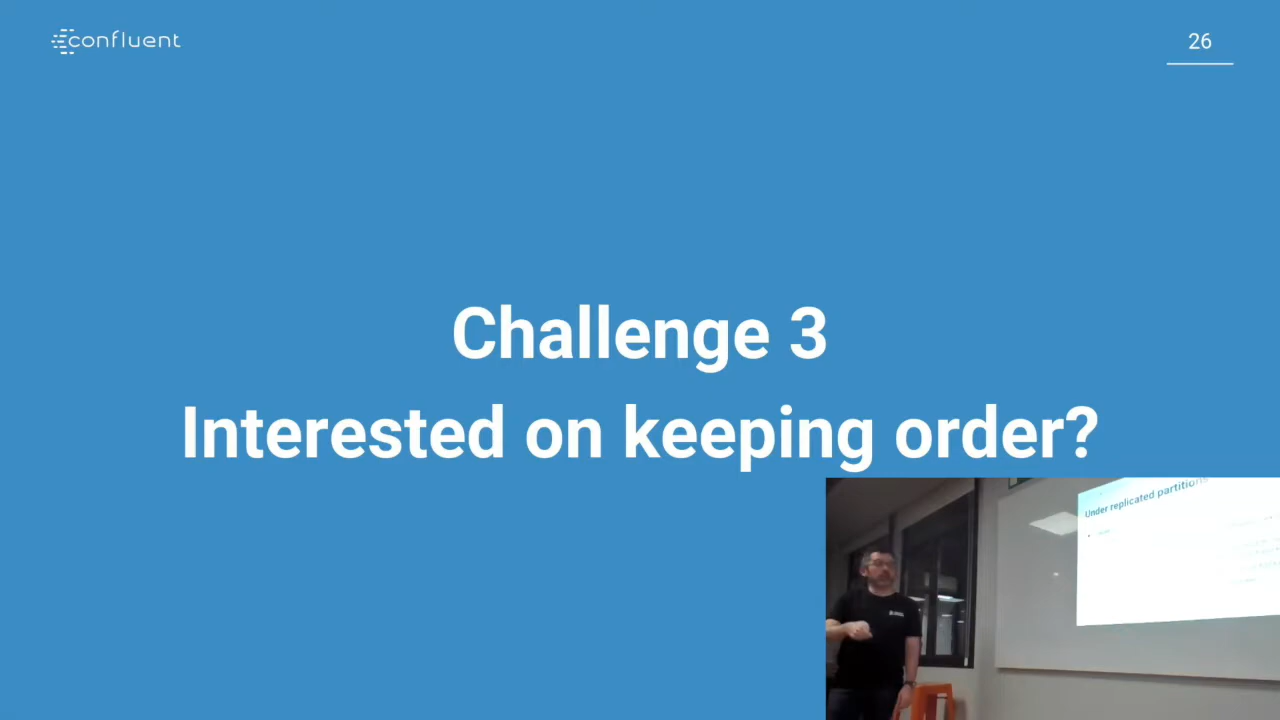 confluent
26
Challenge 3
Interested on keeping order?
Under replicated partitions